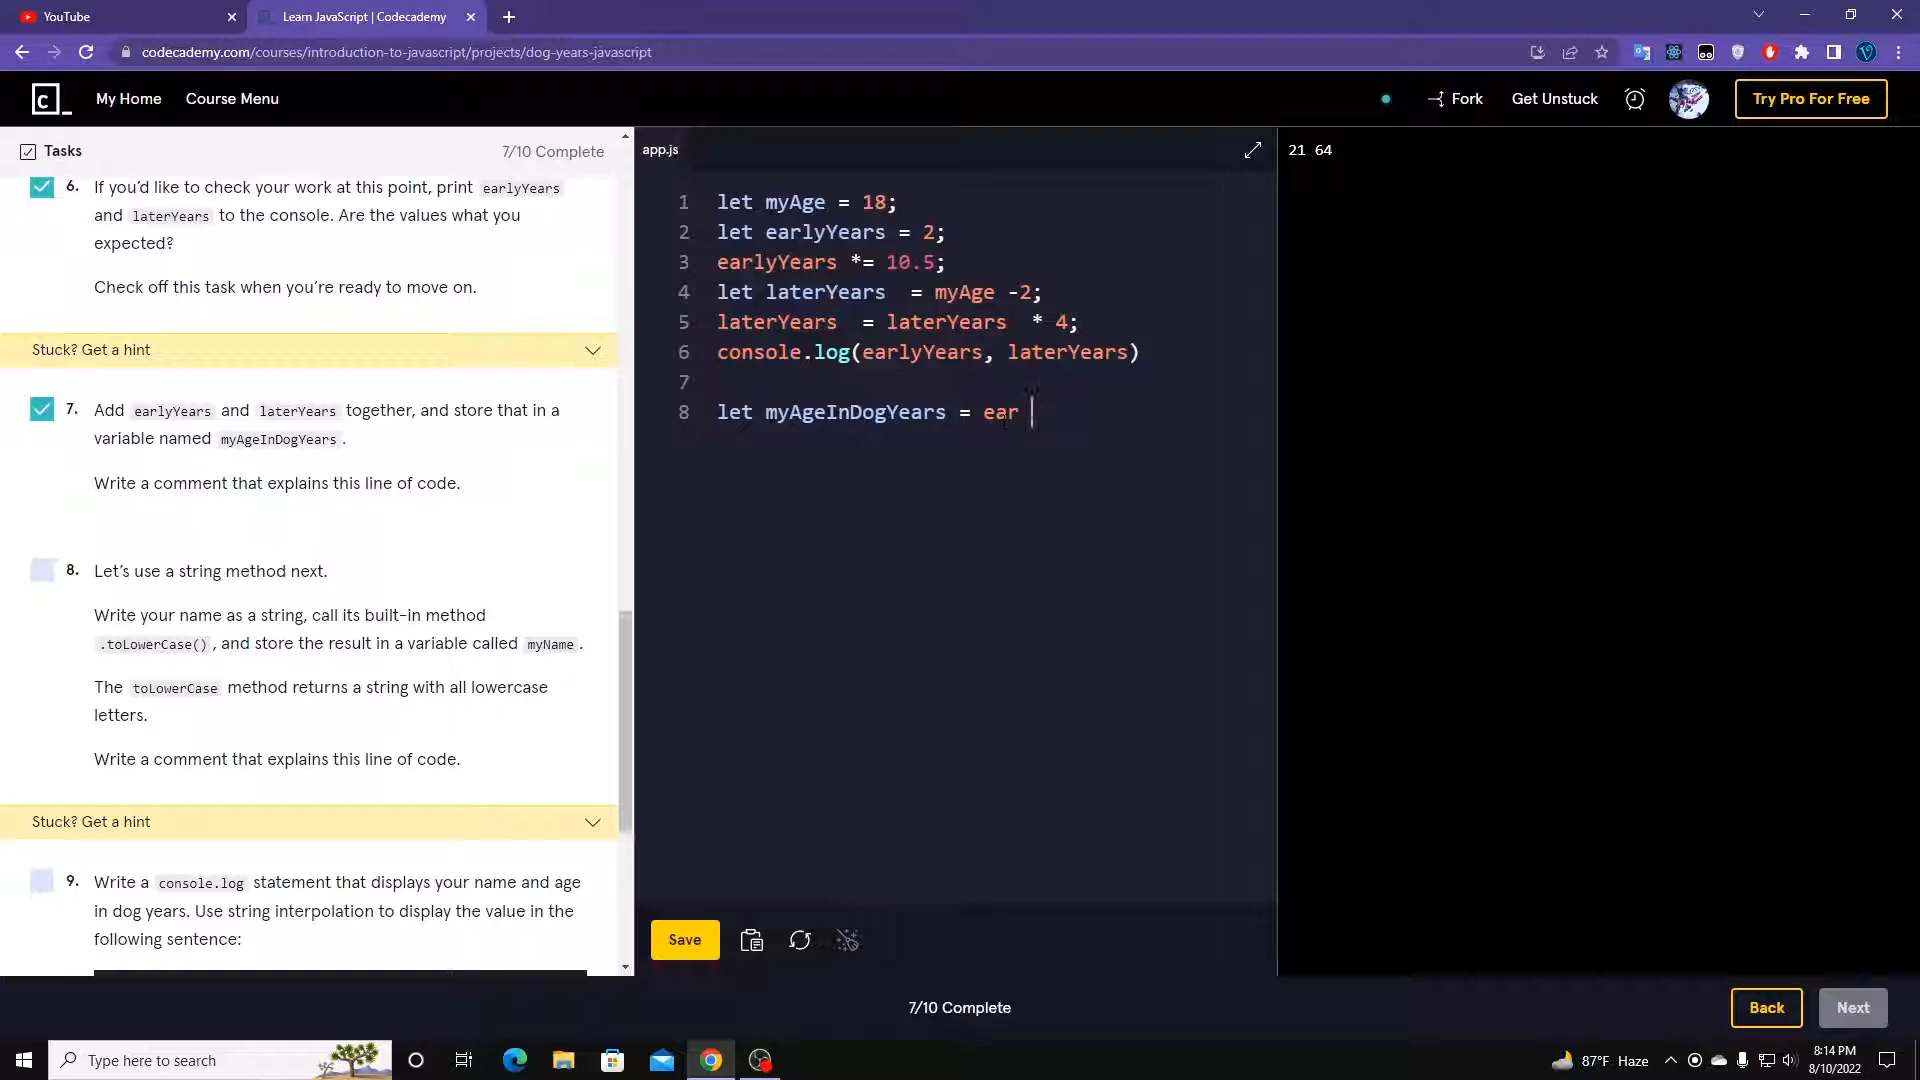 YouTube
Learn JavaScript | Codecademy
codecademy.com/courses/introduction-to-javascript/projects/dog-years-javascript
c_
My Home
Course Menu
Fork
Get Unstuck
Try Pro For Free
Tasks
7/10 Complete
6. If you’d like to check your work at this point, print earlyYears
and laterYears to the console. Are the values what you
expected?
Check off this task when you’re ready to move on.
Stuck? Get a hint
7. Add earlyYears and laterYears together, and store that in a
variable named myAgeInDogYears.
Write a comment that explains this line of code.
8. Let’s use a string method next.
Write your name as a string, call its built-in method
.toLowerCase(), and store the result in a variable called myName.
The toLowerCase method returns a string with all lowercase
letters.
Write a comment that explains this line of code.
Stuck? Get a hint
9. Write a console.log statement that displays your name and age
in dog years. Use string interpolation to display the value in the
following sentence:
app.js
1 let myAge = 18;
2 let earlyYears = 2;
3 earlyYears *= 10.5;
4 let laterYears  = myAge -2;
5 laterYears  = laterYears  * 4;
6 console.log(earlyYears, laterYears)
7
8 let myAgeInDogYears = ear
Save
21 64
7/10 Complete
Back
Next
Type here to search
87°F Haze
8:14 PM
8/10/2022